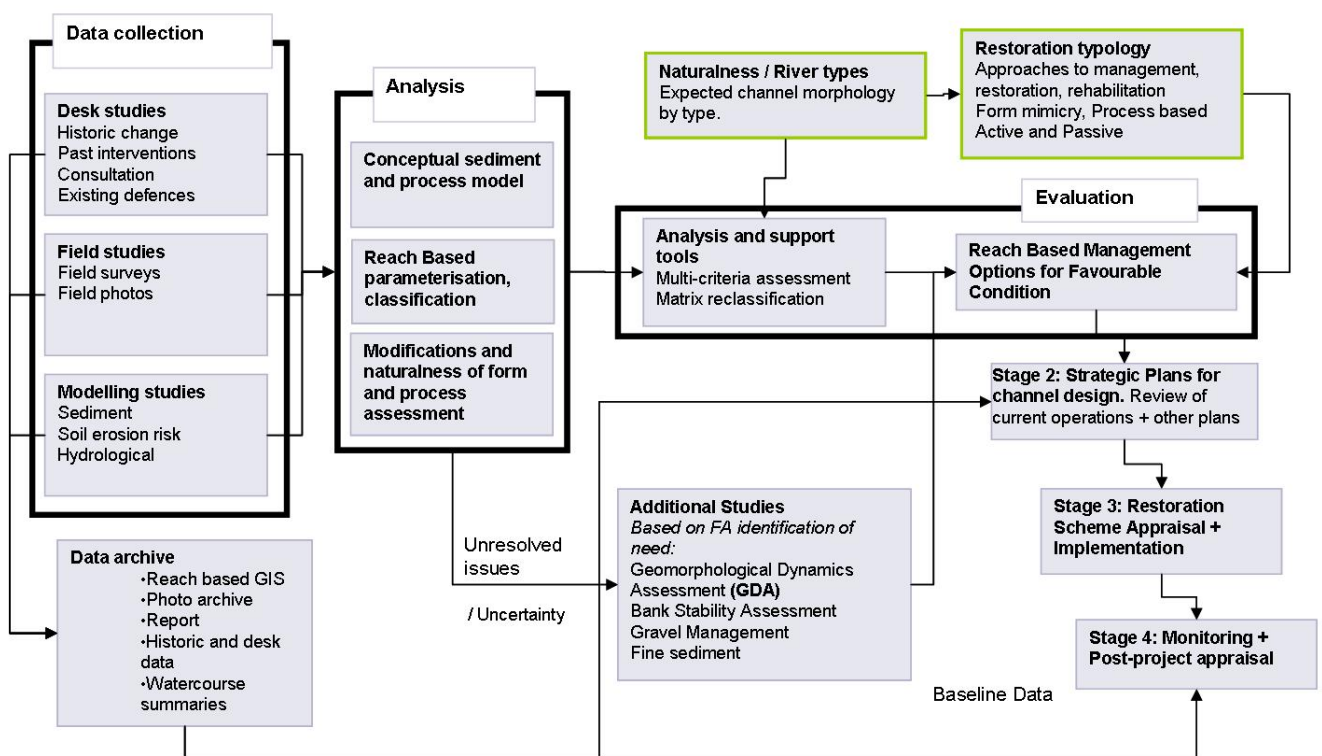 Data collection
Desk studies
Historic change
Past interventions
Consultation
Existing defences
Field studies
Field surveys
Field photos
Modelling studies
Sediment
Soil erosion risk
Hydrological
Data archive
•Reach based GIS
•Photo archive
•Report
•Historic and desk
data
•Watercourse
summaries
Analysis
Conceptual sediment
and process model
Reach Based
parameterisation,
classification
Modifications and
naturalness of form
and process
assessment
Unresolved
issues
/ Uncertainty
Naturalness / River types
Expected channel morphology
by type.
Restoration typology
Approaches to management,
restoration, rehabilitation
Form mimicry, Process based
Active and Passive
Evaluation
Analysis and support
tools
Multi-criteria assessment
Matrix reclassification
Reach Based Management
Options for Favourable
Condition
Additional Studies
Based on FA identification of
need:
Geomorphological Dynamics
Assessment (GDA)
Bank Stability Assessment
Gravel Management
Fine sediment
Stage 2: Strategic Plans for
channel design. Review of
current operations + other plans
Stage 3: Restoration
Scheme Appraisal +
Implementation
Stage 4: Monitoring +
Post-project appraisal
Baseline Data